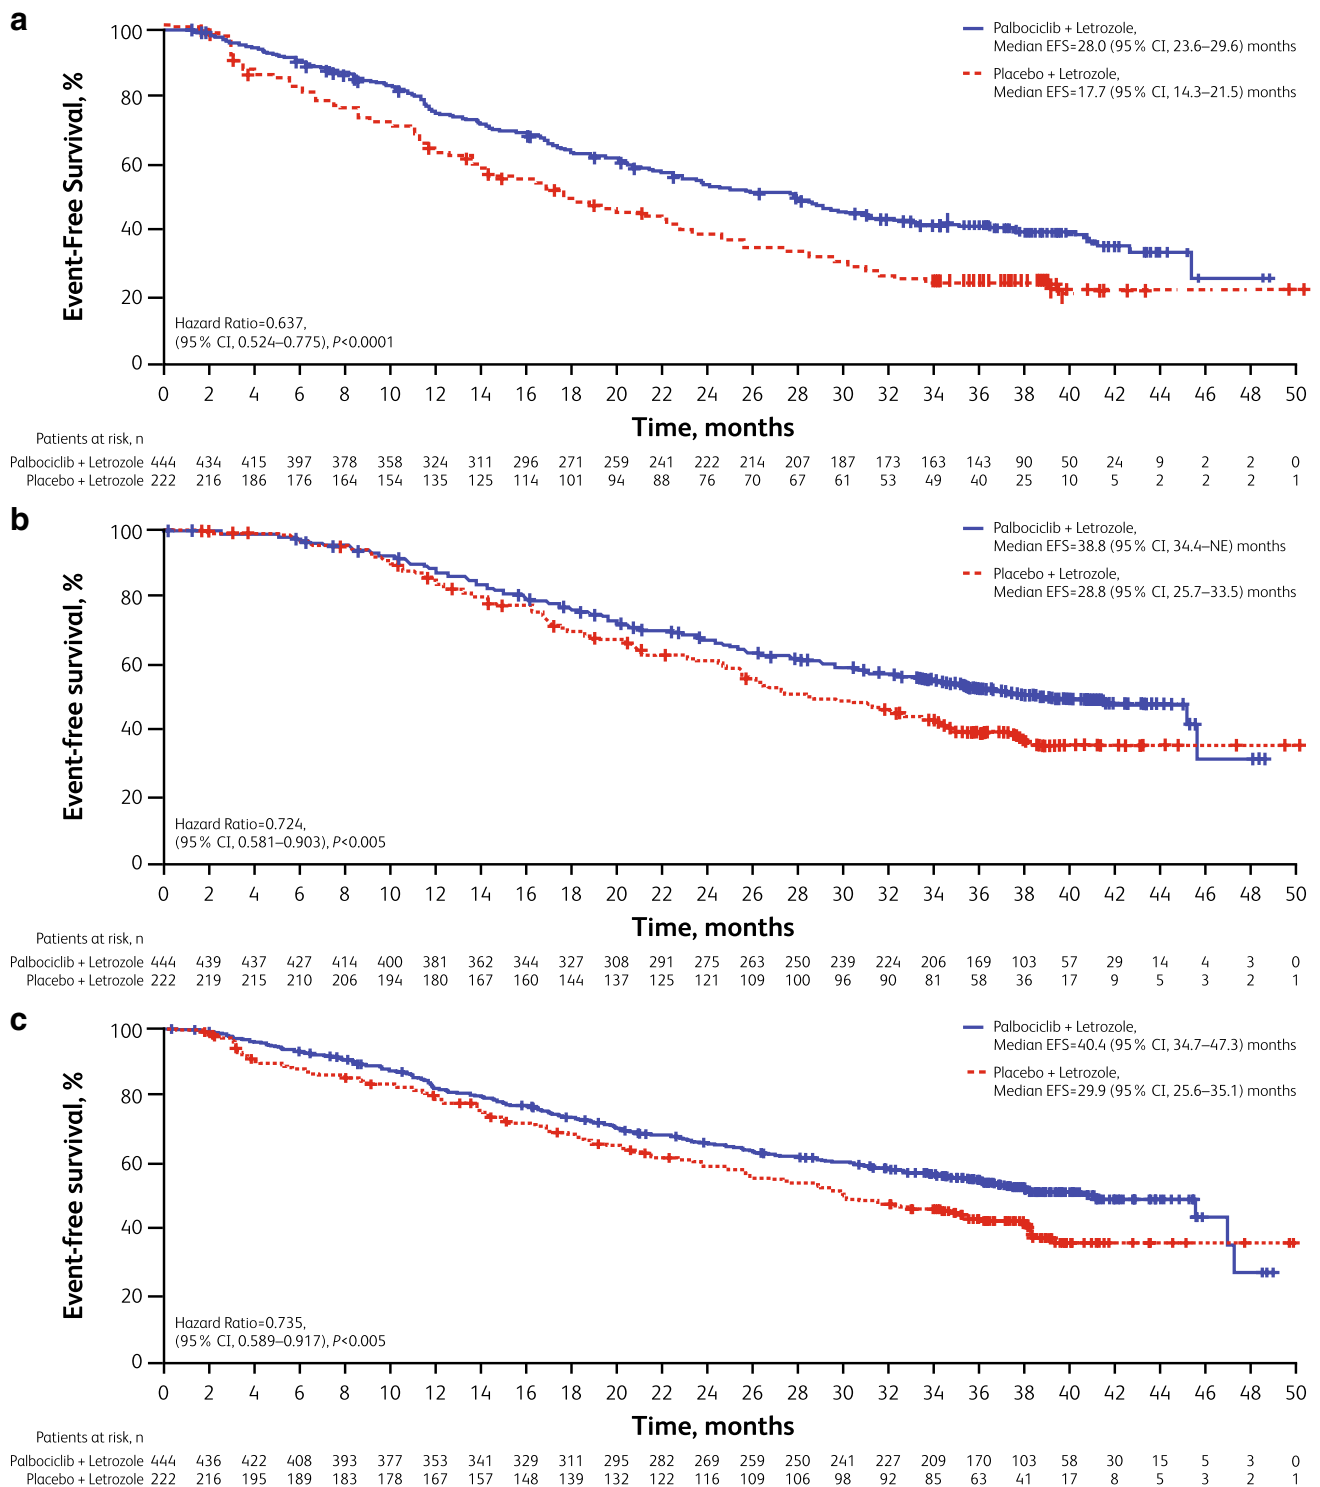 a
Event-Free Survival, %
100
80
60
40
20
0
Palbociclib + Letrozole,
Median EFS=28.0 (95% CI, 23.6–29.6) months
Placebo + Letrozole,
Median EFS=17.7 (95% CI, 14.3–21.5) months
Hazard Ratio=0.637,
(95% CI, 0.524–0.775), P<0.0001
0 2 4 6 8 10 12 14 16 18 20 22 24 26 28 30 32 34 36 38 40 42 44 46 48 50
Time, months
Patients at risk, n
Palbociclib + Letrozole 444 434 415 397 378 358 324 311 296 271 259 241 222 214 207 187 173 163 143 90 50 24 9 2 2 0
Placebo + Letrozole 222 216 186 176 164 154 135 125 114 101 94 88 76 70 67 61 53 49 40 25 10 5 2 2 2 1
b
Event-free survival, %
100
80
60
40
20
0
Palbociclib + Letrozole,
Median EFS=38.8 (95% CI, 34.4–NE) months
Placebo + Letrozole,
Median EFS=28.8 (95% CI, 25.7–33.5) months
Hazard Ratio=0.724,
(95% CI, 0.581–0.903), P<0.005
0 2 4 6 8 10 12 14 16 18 20 22 24 26 28 30 32 34 36 38 40 42 44 46 48 50
Time, months
Patients at risk, n
Palbociclib + Letrozole 444 439 437 427 414 400 381 362 344 327 308 291 275 263 250 239 224 206 169 103 57 29 14 4 3 0
Placebo + Letrozole 222 219 215 210 206 194 180 167 160 144 137 125 121 109 100 96 90 81 58 36 17 9 5 3 2 1
c
Event-free survival, %
100
80
60
40
20
0
Palbociclib + Letrozole,
Median EFS=40.4 (95% CI, 34.7–47.3) months
Placebo + Letrozole,
Median EFS=29.9 (95% CI, 25.6–35.1) months
Hazard Ratio=0.735,
(95% CI, 0.589–0.917), P<0.005
0 2 4 6 8 10 12 14 16 18 20 22 24 26 28 30 32 34 36 38 40 42 44 46 48 50
Time, months
Patients at risk, n
Palbociclib + Letrozole 444 436 422 408 393 377 353 341 329 311 295 282 269 259 250 241 227 209 170 103 58 30 15 5 3 0
Placebo + Letrozole 222 216 195 189 183 178 167 157 148 139 132 122 116 109 106 98 92 85 63 41 17 8 5 3 2 1